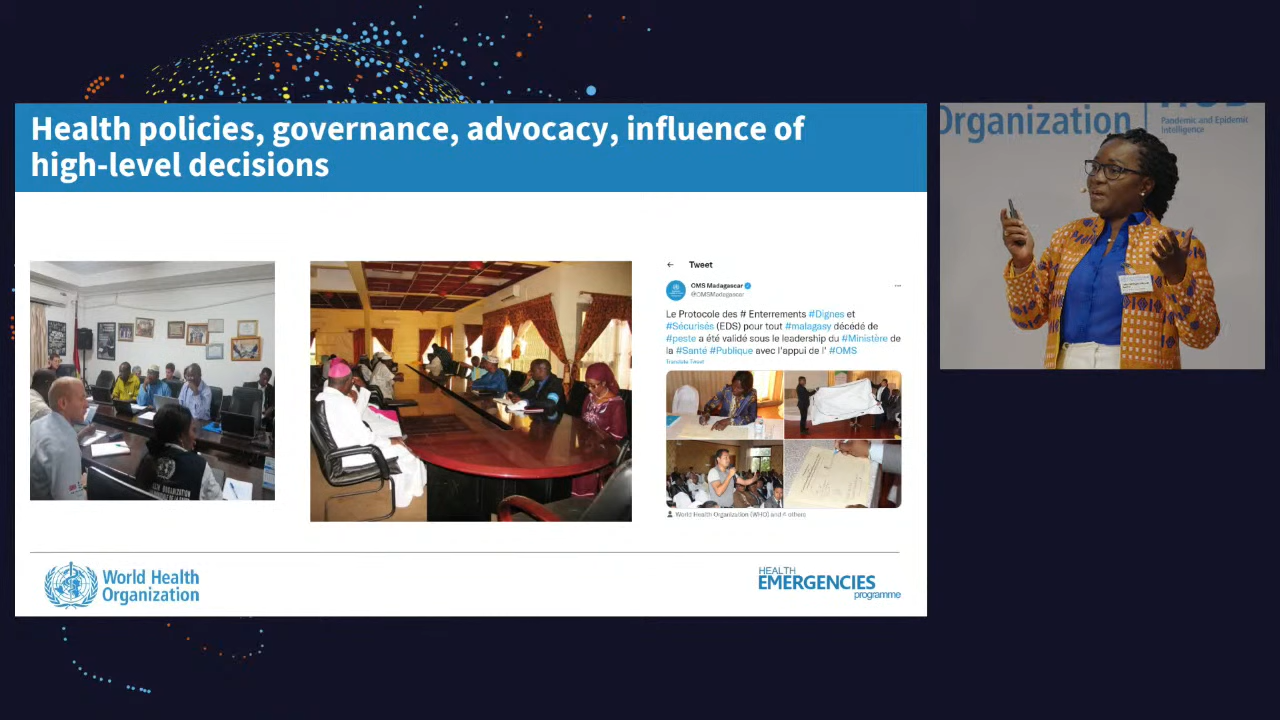 Health policies, governance, advocacy, influence of
high-level decisions
Tweet
OMS Madagascar
@OMSMadagascar
Le Protocole des # Enterrements #Dignes et
#Sécurisés (EDS) pour tout #malagasy décédé de
#peste a été validé sous le leadership du #Ministère de
la #Santé #Publique avec l'appui de l' #OMS
Translate Tweet
World Health Organization (WHO) and 6 others
World Health
Organization
HEALTH
EMERGENCIES
programme
Organization
HUB
Pandemic and Epidemic
Intelligence